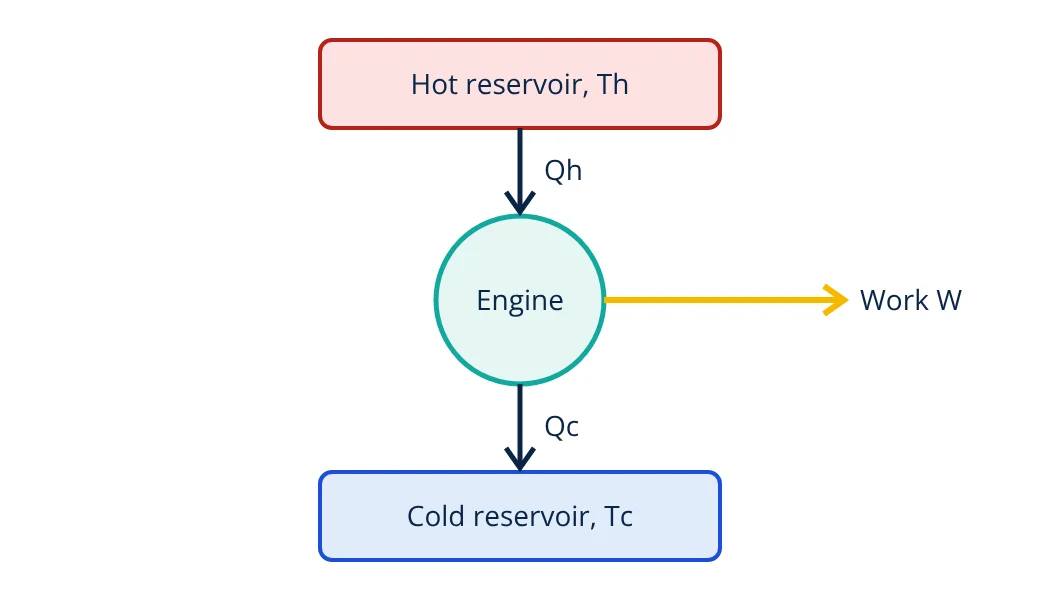 Hot reservoir, Th
Qh
Engine
Work W
Qc
Cold reservoir, Tc